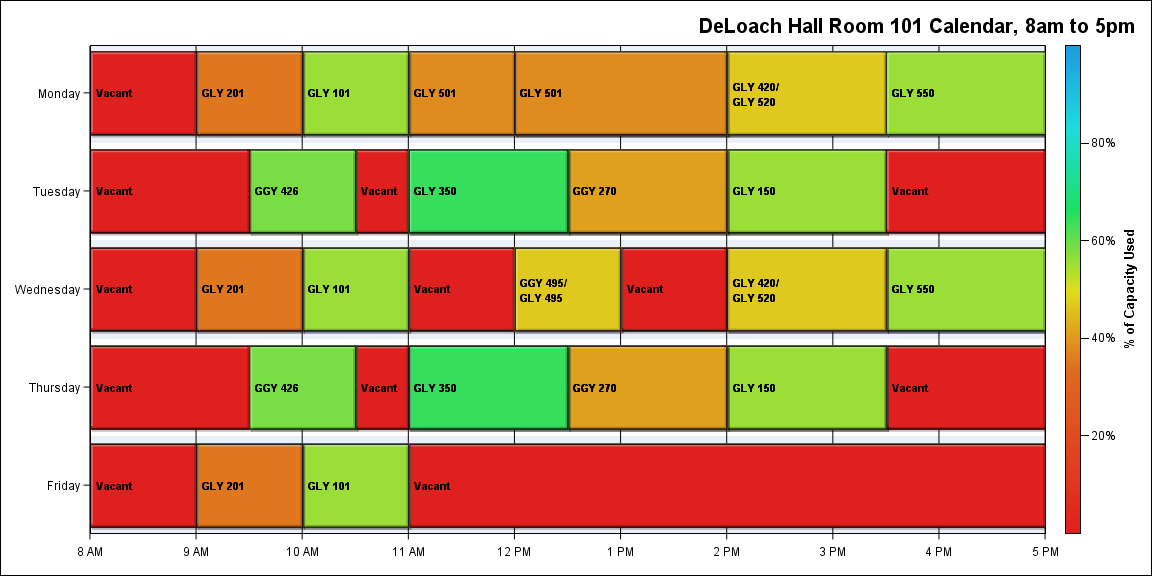 DeLoach Hall Room 101 Calendar, 8am to 5pm
Monday
Vacant
GLY 201
GLY 101
GLY 501
GLY 501
GLY 420/
GLY 520
GLY 550
Tuesday
Vacant
GGY 426
Vacant
GLY 350
GGY 270
GLY 150
Vacant
Wednesday
Vacant
GLY 201
GLY 101
Vacant
GGY 495/
GLY 495
Vacant
GLY 420/
GLY 520
GLY 550
Thursday
Vacant
GGY 426
Vacant
GLY 350
GGY 270
GLY 150
Vacant
Friday
Vacant
GLY 201
GLY 101
Vacant
8 AM
9 AM
10 AM
11 AM
12 PM
1 PM
2 PM
3 PM
4 PM
5 PM
80%
60%
40%
20%
% of Capacity Used